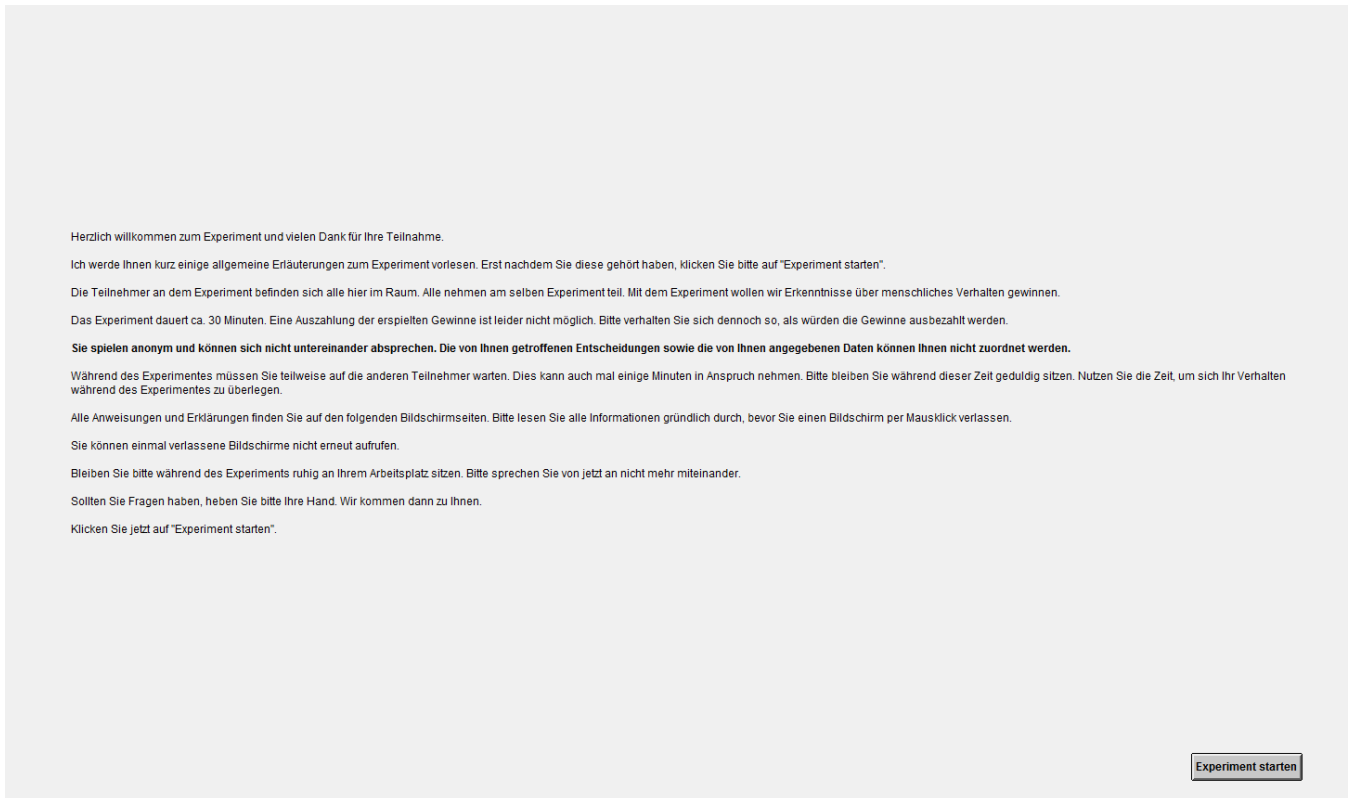 Herzlich willkommen zum Experiment und vielen Dank für Ihre Teilnahme.
Ich werde Ihnen kurz einige allgemeine Erläuterungen zum Experiment vorlesen. Erst nachdem Sie diese gehört haben, klicken Sie bitte auf "Experiment starten".
Die Teilnehmer an dem Experiment befinden sich alle hier im Raum. Alle nehmen am selben Experiment teil. Mit dem Experiment wollen wir Erkenntnisse über menschliches Verhalten gewinnen.
Das Experiment dauert ca. 30 Minuten. Eine Auszahlung der erspielten Gewinne ist leider nicht möglich. Bitte verhalten Sie sich dennoch so, als würden die Gewinne ausbezahlt werden.
Sie spielen anonym und können sich nicht untereinander absprechen. Die von Ihnen getroffenen Entscheidungen sowie die von Ihnen angegebenen Daten können Ihnen nicht zuordnet werden.
Während des Experimentes müssen Sie teilweise auf die anderen Teilnehmer warten. Dies kann auch mal einige Minuten in Anspruch nehmen. Bitte bleiben Sie während dieser Zeit geduldig sitzen. Nutzen Sie die Zeit, um sich Ihr Verhalten
während des Experimentes zu überlegen.
Alle Anweisungen und Erklärungen finden Sie auf den folgenden Bildschirmseiten. Bitte lesen Sie alle Informationen gründlich durch, bevor Sie einen Bildschirm per Mausklick verlassen.
Sie können einmal verlassene Bildschirme nicht erneut aufrufen.
Bleiben Sie bitte während des Experiments ruhig an Ihrem Arbeitsplatz sitzen. Bitte sprechen Sie von jetzt an nicht mehr miteinander.
Sollten Sie Fragen haben, heben Sie bitte Ihre Hand. Wir kommen dann zu Ihnen.
Klicken Sie jetzt auf "Experiment starten".
Experiment starten